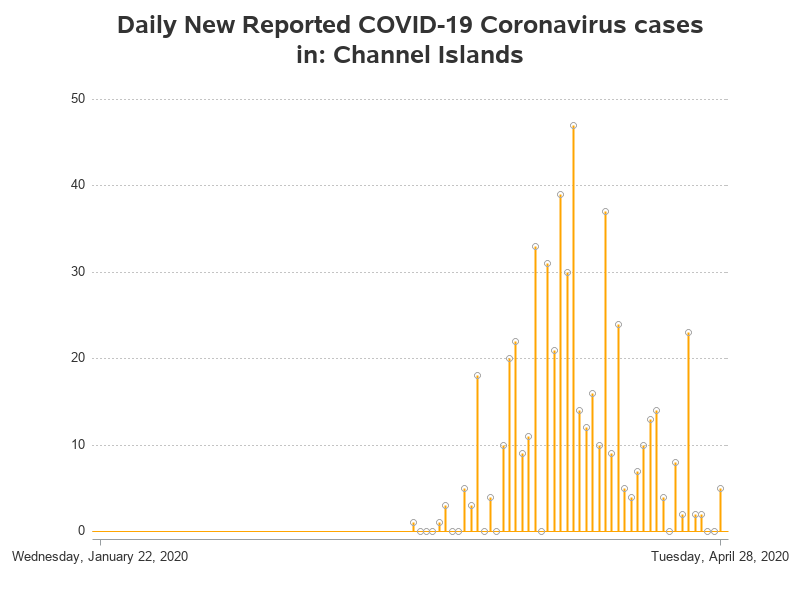 Daily New Reported COVID-19 Coronavirus cases
in: Channel Islands
50
40
30
20
10
0
Wednesday, January 22, 2020
Tuesday, April 28, 2020